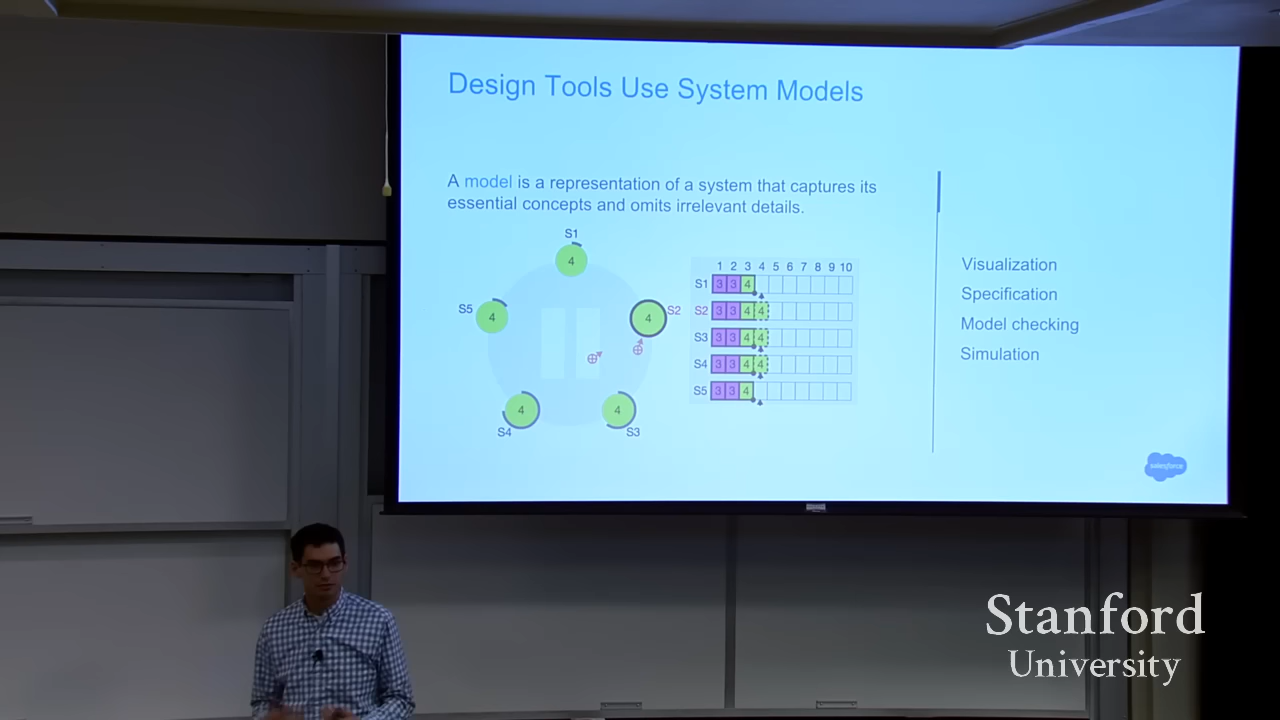 Design Tools Use System Models
A model is a representation of a system that captures its
essential concepts and omits irrelevant details.
S1
4
S5
4
4
S2
4
S4
4
S3
1 2 3 4 5 6 7 8 9 10
S1 3 3 4
S2 3 3 4 4
S3 3 3 4 4
S4 3 3 4 4
S5 3 3 4
Visualization
Specification
Model checking
Simulation
salesforce
Stanford
University